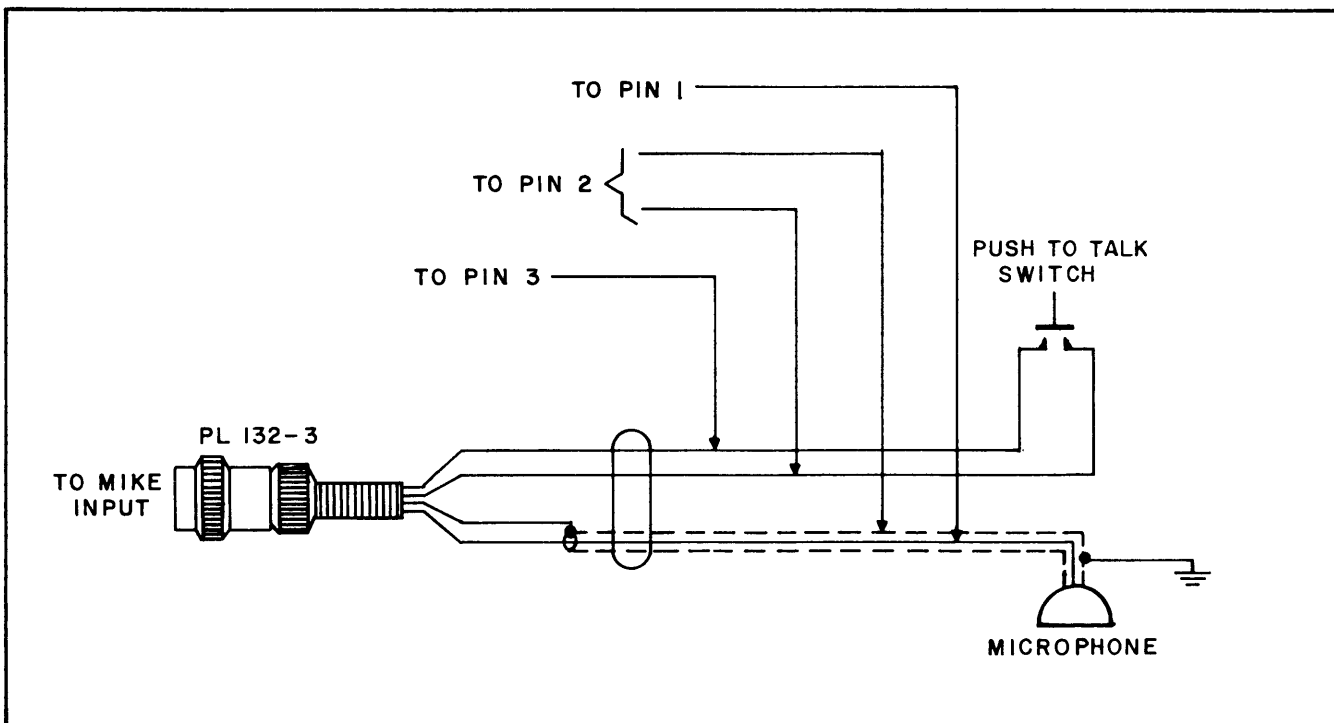 TO PIN 1
TO PIN 2
TO PIN 3
PUSH TO TALK
SWITCH
PL 132-3
TO MIKE
INPUT
MICROPHONE